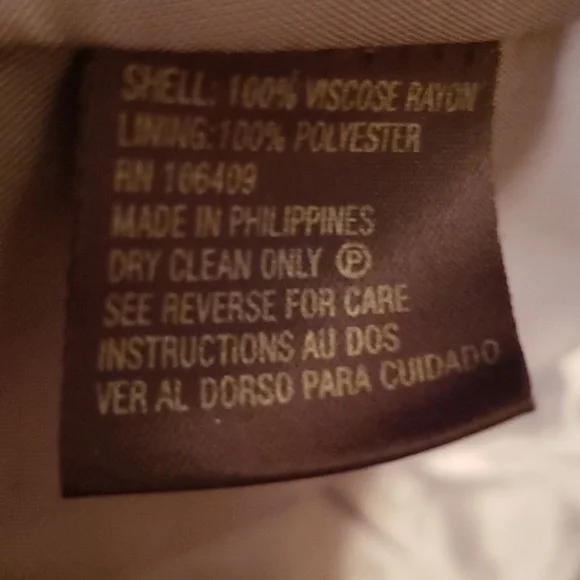 SHELL: 100% VISCOSE RAYON
LINING: 100% POLYESTER
RN 106409
MADE IN PHILIPPINES
DRY CLEAN ONLY Ⓟ
SEE REVERSE FOR CARE
INSTRUCTIONS AU DOS
VER AL DORSO PARA CUIDADO